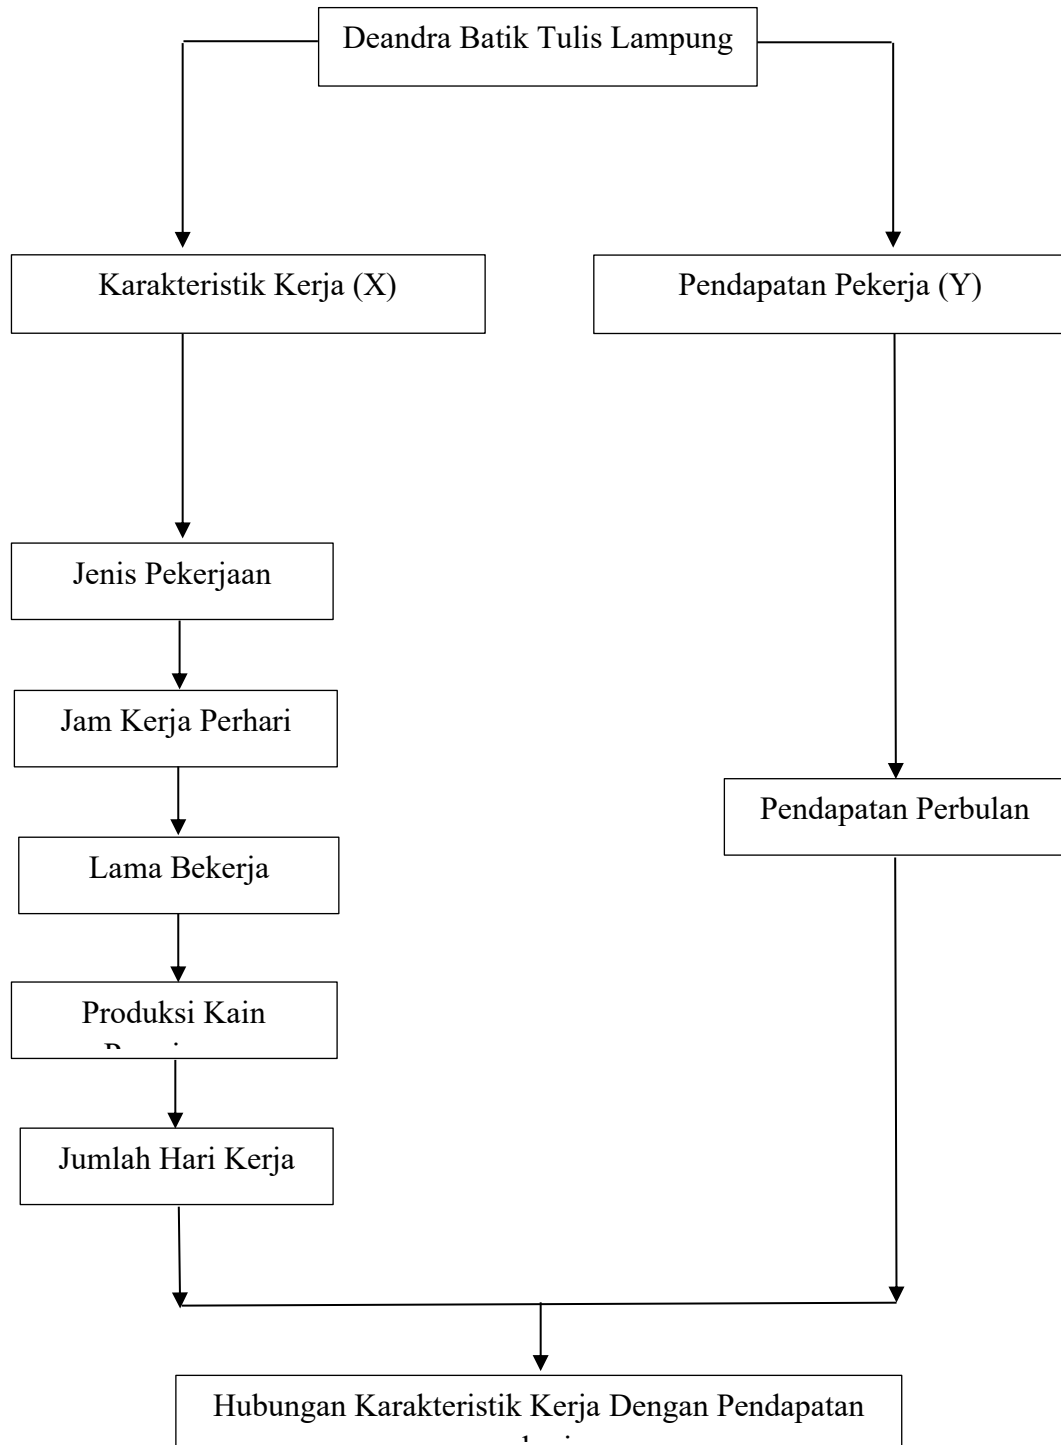 Deandra Batik Tulis Lampung
Karakteristik Kerja (X)
Pendapatan Pekerja (Y)
Jenis Pekerjaan
Jam Kerja Perhari
Pendapatan Perbulan
Lama Bekerja
Produksi Kain
Jumlah Hari Kerja
Hubungan Karakteristik Kerja Dengan Pendapatan